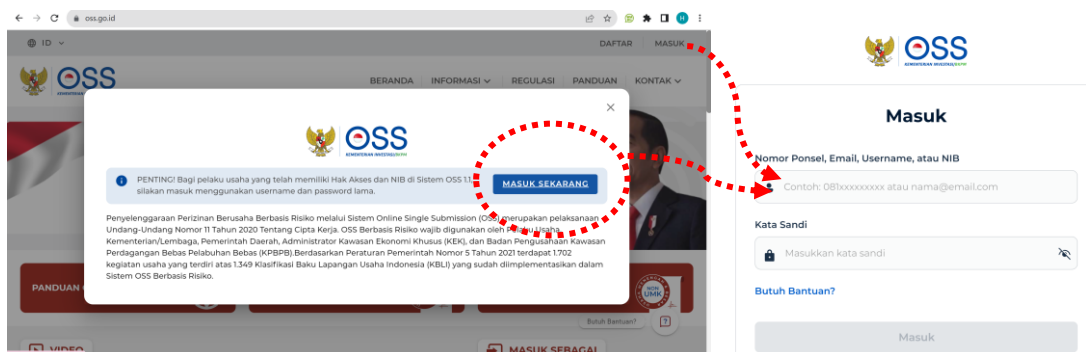 oss.go.id
ID
DAFTAR
MASUK
OSS
BERANDA
INFORMASI
REGULASI
PANDUAN
KONTAK
OSS
KEMENTERIAN INVESTASI/BKPM
PENTING! Bagi pelaku usaha yang telah memiliki Hak Akses dan NIB di Sistem OSS 1.1,
silakan masuk menggunakan username dan password lama.
MASUK SEKARANG
Penyelenggaraan Perizinan Berusaha Berbasis Risiko melalui Sistem Online Single Submission (OSS) merupakan pelaksanaan
Undang-Undang Nomor 11 Tahun 2020 Tentang Cipta Kerja. OSS Berbasis Risiko wajib digunakan oleh Pelaku Usaha,
Kementerian/Lembaga, Pemerintah Daerah, Administrator Kawasan Ekonomi Khusus (KEK), dan Badan Pengusahaan Kawasan
Perdagangan Bebas Pelabuhan Bebas (KPBPB).Berdasarkan Peraturan Pemerintah Nomor 5 Tahun 2021 terdapat 1.702
kegiatan usaha yang terdiri atas 1.349 Klasifikasi Baku Lapangan Usaha Indonesia (KBLI) yang sudah diimplementasikan dalam
Sistem OSS Berbasis Risiko.
PANDUAN
NON
UMK
Butuh Bantuan?
VIDEO
MASUK SEBAGAI
OSS
KEMENTERIAN INVESTASI/BKPM
Masuk
Nomor Ponsel, Email, Username, atau NIB
Contoh: 081xxxxxxxxx atau nama@email.com
Kata Sandi
Masukkan kata sandi
Butuh Bantuan?
Masuk